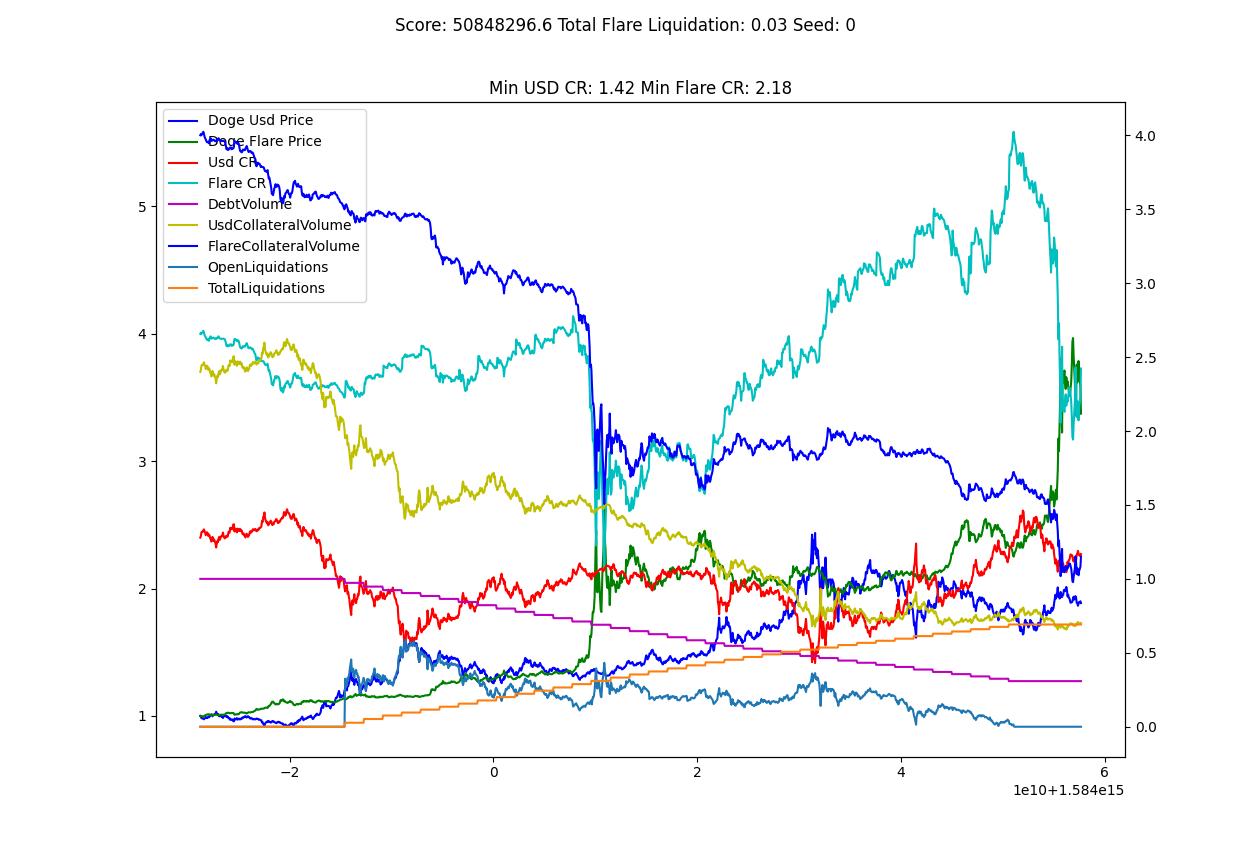 Score: 50848296.6 Total Flare Liquidation: 0.03 Seed: 0
Min USD CR: 1.42 Min Flare CR: 2.18
Doge Usd Price
Doge Flare Price
Usd CR
Flare CR
DebtVolume
UsdCollateralVolume
FlareCollateralVolume
OpenLiquidations
TotalLiquidations
5
4
3
2
1
4.0
3.5
3.0
2.5
2.0
1.5
1.0
0.5
0.0
−2
0
2
4
6
1e10+1.584e15